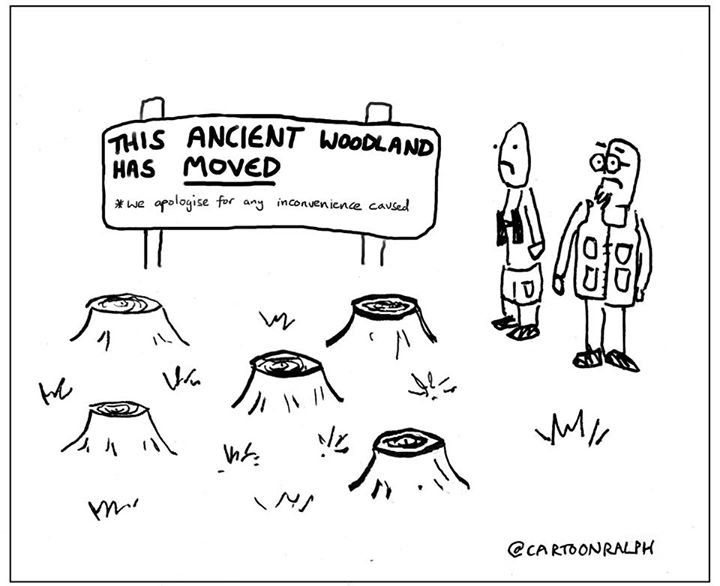 THIS ANCIENT WOODLAND
HAS MOVED
*we apologise for any inconvenience caused
@CARTOONRALPH